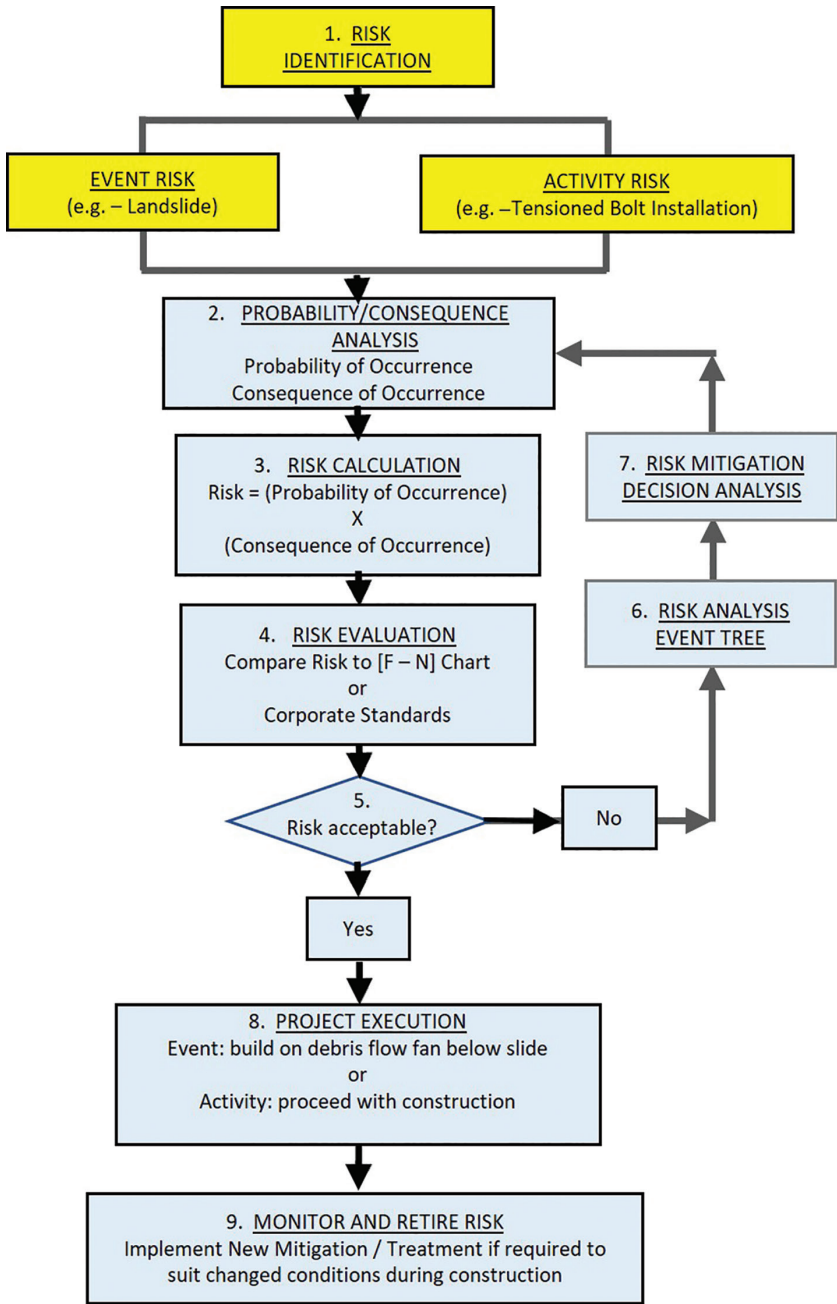 1. RISK
IDENTIFICATION
EVENT RISK
(e.g. – Landslide)
ACTIVITY RISK
(e.g. –Tensioned Bolt Installation)
2. PROBABILITY/CONSEQUENCE
ANALYSIS
Probability of Occurrence
Consequence of Occurrence
3. RISK CALCULATION
Risk = (Probability of Occurrence)
X
(Consequence of Occurrence)
7. RISK MITIGATION
DECISION ANALYSIS
6. RISK ANALYSIS
EVENT TREE
4. RISK EVALUATION
Compare Risk to [F – N] Chart
or
Corporate Standards
5.
Risk acceptable?
No
Yes
8. PROJECT EXECUTION
Event: build on debris flow fan below slide
or
Activity: proceed with construction
9. MONITOR AND RETIRE RISK
Implement New Mitigation / Treatment if required to
suit changed conditions during construction